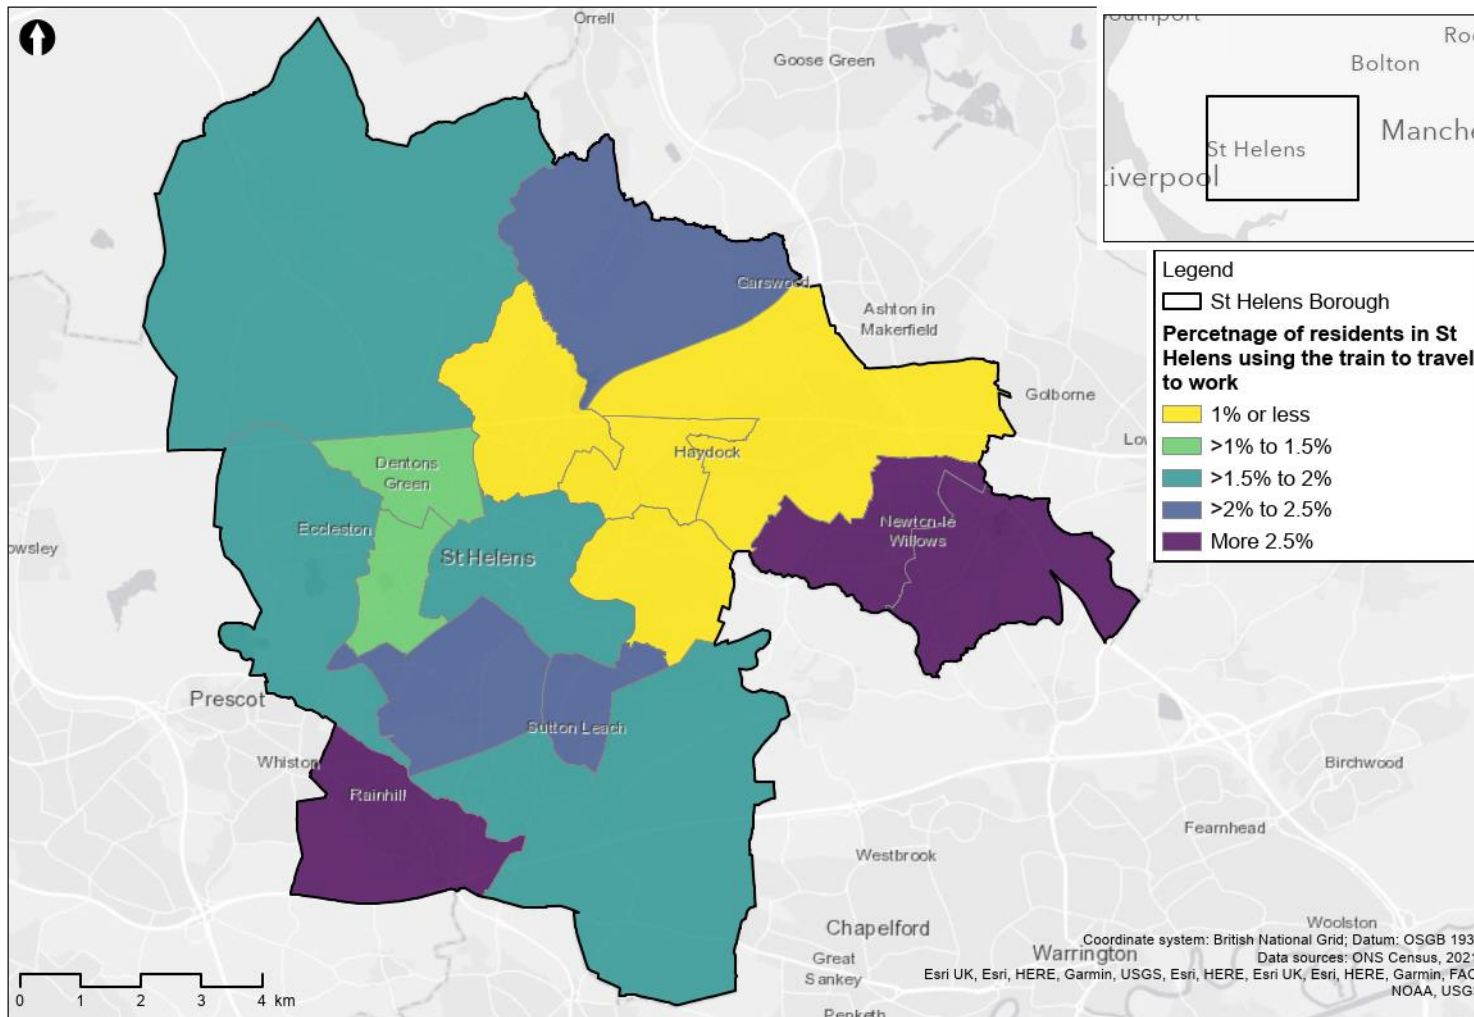 Orrell
Goose Green
Garswood
Ashton in
Makerfield
Golborne
Haydock
Dentons
Green
Eccleston
St Helens
Newton-le
Willows
owsley
Prescot
Sutton Leach
Whiston
Rainhill
Birchwood
Fearnhead
Westbrook
Chapelford
Woolston
Great
Sankey
Warrington
Penketh
0 1 2 3 4 km
outhport
Bolton
St Helens
Manche
iverpool
Legend
St Helens Borough
Percetnage of residents in St
Helens using the train to travel
to work
1% or less
>1% to 1.5%
>1.5% to 2%
>2% to 2.5%
More 2.5%
Coordinate system: British National Grid; Datum: OSGB 193
Data sources: ONS Census, 2021
Esri UK, Esri, HERE, Garmin, USGS, Esri, HERE, Esri UK, Esri, HERE, Garmin, FAO
NOAA, USG